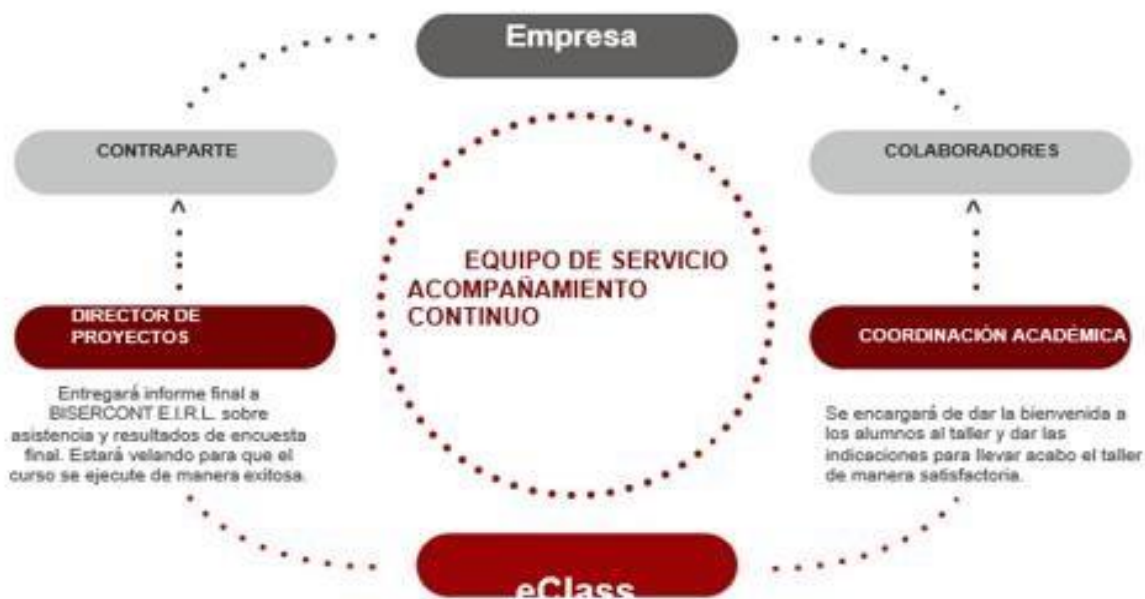 Empresa
CONTRAPARTE
COLABORADORES
EQUIPO DE SERVICIO
ACOMPAÑAMIENTO
CONTINUO
DIRECTOR DE
PROYECTOS
COORDINACIÓN ACADÉMICA
Entregará informe final a
BISERCONT E.I.R.L. sobre
asistencia y resultados de encuesta
final. Estará velando para que el
curso se ejecute de manera exitosa.
Se encargará de dar la bienvenida a
los alumnos al taller y dar las
indicaciones para llevar acabo el taller
de manera satisfactoria.
eClass